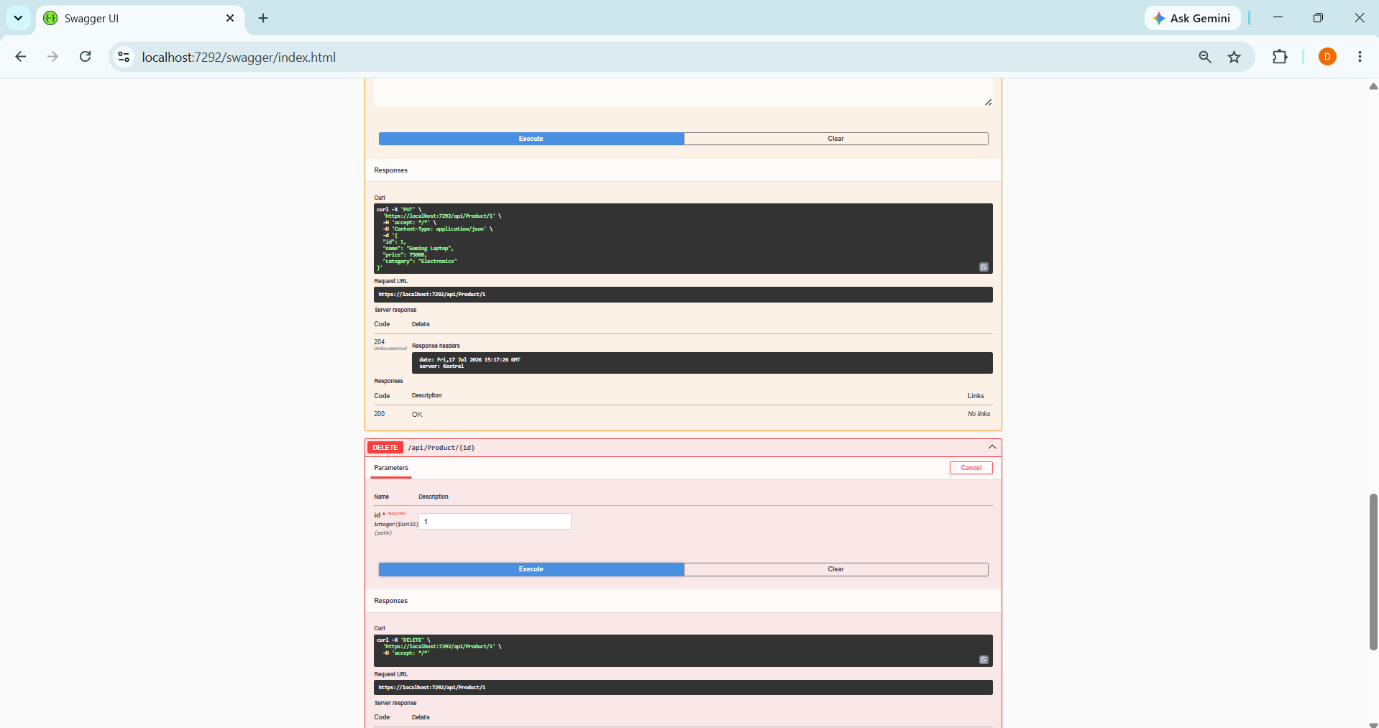 Swagger UI
Ask Gemini
localhost:7292/swagger/index.html
D
Execute
Clear
Responses
Curl
curl -X 'PUT' \
'https://localhost:7292/api/Product/1' \
-H 'accept: */*' \
-H 'Content-Type: application/json' \
-d '{
"id": 1,
"name": "Gaming Laptop",
"price": 75000,
"category": "Electronics"
}'
Request URL
https://localhost:7292/api/Product/1
Server response
Code Details
204
Undocumented
Response headers
date: Fri,17 Jul 2026 15:17:26 GMT
server: Kestrel
Responses
Code Description Links
200 OK No links
DELETE /api/Product/{id}
Parameters Cancel
Name Description
id * required
integer($int32)
(path)
1
Execute
Clear
Responses
Curl
curl -X 'DELETE' \
'https://localhost:7292/api/Product/1' \
-H 'accept: */*'
Request URL
https://localhost:7292/api/Product/1
Server response
Code Details